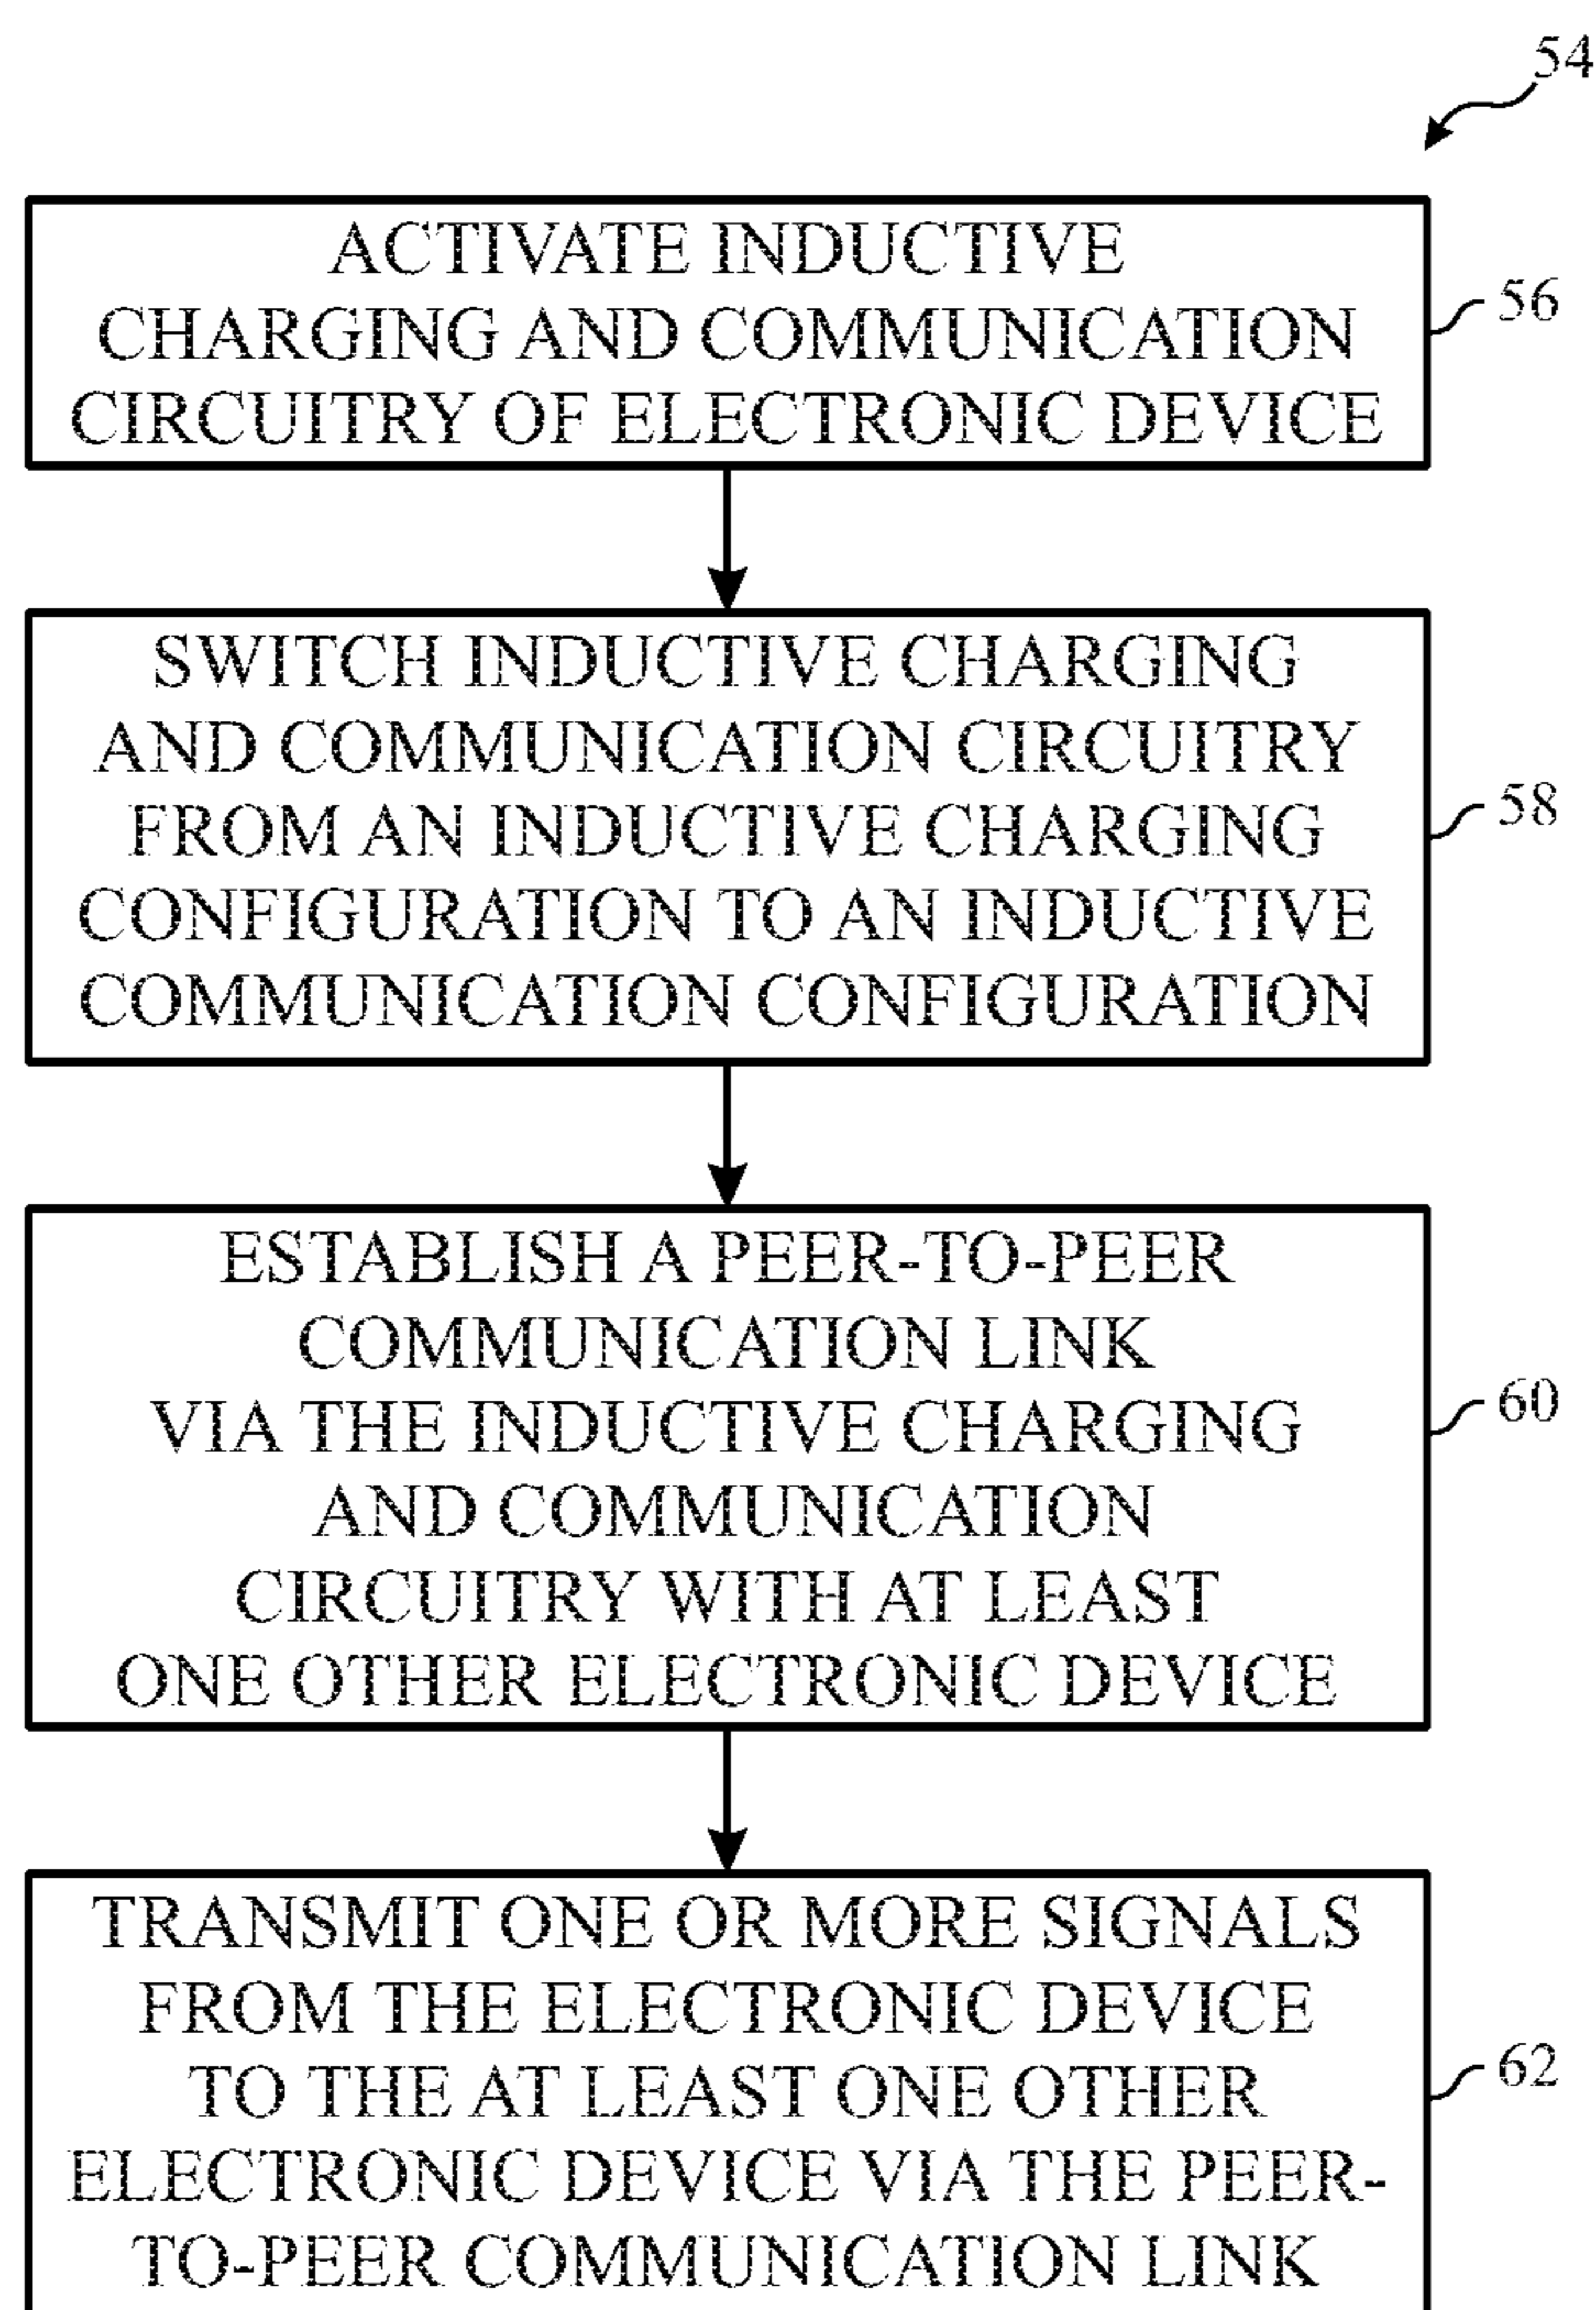 54
ACTIVATE INDUCTIVE
CHARGING AND COMMUNICATION
CIRCUITRY OF ELECTRONIC DEVICE
56
SWITCH INDUCTIVE CHARGING
AND COMMUNICATION CIRCUITRY
FROM AN INDUCTIVE CHARGING
CONFIGURATION TO AN INDUCTIVE
COMMUNICATION CONFIGURATION
58
ESTABLISH A PEER-TO-PEER
COMMUNICATION LINK
VIA THE INDUCTIVE CHARGING
AND COMMUNICATION
CIRCUITRY WITH AT LEAST
ONE OTHER ELECTRONIC DEVICE
60
TRANSMIT ONE OR MORE SIGNALS
FROM THE ELECTRONIC DEVICE
TO THE AT LEAST ONE OTHER
ELECTRONIC DEVICE VIA THE PEER-
TO-PEER COMMUNICATION LINK
62